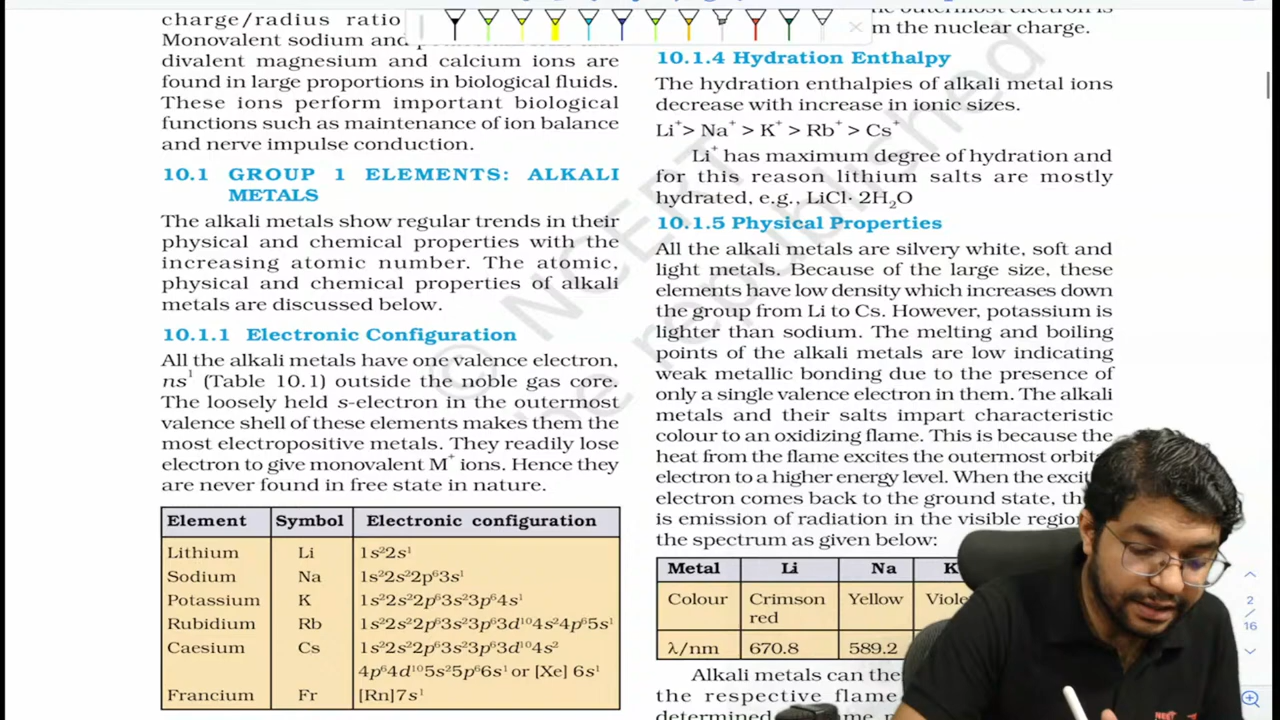 charge/radius ratio
Monovalent sodium and
divalent magnesium and calcium ions are
found in large proportions in biological fluids.
These ions perform important biological
functions such as maintenance of ion balance
and nerve impulse conduction.
10.1 GROUP 1 ELEMENTS: ALKALI
METALS
The alkali metals show regular trends in their
physical and chemical properties with the
increasing atomic number. The atomic,
physical and chemical properties of alkali
metals are discussed below.
10.1.1 Electronic Configuration
All the alkali metals have one valence electron,
ns¹ (Table 10.1) outside the noble gas core.
The loosely held s-electron in the outermost
valence shell of these elements makes them the
most electropositive metals. They readily lose
electron to give monovalent M⁺ ions. Hence they
are never found in free state in nature.
Element Symbol Electronic configuration
Lithium Li 1s²2s¹
Sodium Na 1s²2s²2p⁶3s¹
Potassium K 1s²2s²2p⁶3s²3p⁶4s¹
Rubidium Rb 1s²2s²2p⁶3s²3p⁶3d¹⁰4s²4p⁶5s¹
Caesium Cs 1s²2s²2p⁶3s²3p⁶3d¹⁰4s²
4p⁶4d¹⁰5s²5p⁶6s¹ or [Xe] 6s¹
Francium Fr [Rn]7s¹
the outermost electron is
m the nuclear charge.
10.1.4 Hydration Enthalpy
The hydration enthalpies of alkali metal ions
decrease with increase in ionic sizes.
Li⁺> Na⁺ > K⁺ > Rb⁺ > Cs⁺
Li⁺ has maximum degree of hydration and
for this reason lithium salts are mostly
hydrated, e.g., LiCl· 2H₂O
10.1.5 Physical Properties
All the alkali metals are silvery white, soft and
light metals. Because of the large size, these
elements have low density which increases down
the group from Li to Cs. However, potassium is
lighter than sodium. The melting and boiling
points of the alkali metals are low indicating
weak metallic bonding due to the presence of
only a single valence electron in them. The alkali
metals and their salts impart characteristic
colour to an oxidizing flame. This is because the
heat from the flame excites the outermost orbita
electron to a higher energy level. When the excit
electron comes back to the ground state, the
is emission of radiation in the visible region
the spectrum as given below:
Metal Li Na K
Colour Crimson red Yellow Viole
λ/nm 670.8 589.2
Alkali metals can the
the respective flame
© NCERT
be republished
2
/
16